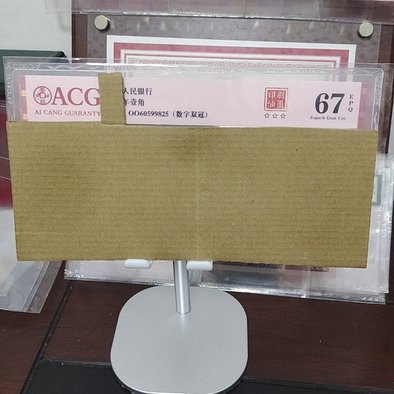 ACG
AI CANG GUARANTY
人民银行
年壹角
OO60599825（数字双冠）
☆☆☆
67
EPQ
Superb Gem Unc